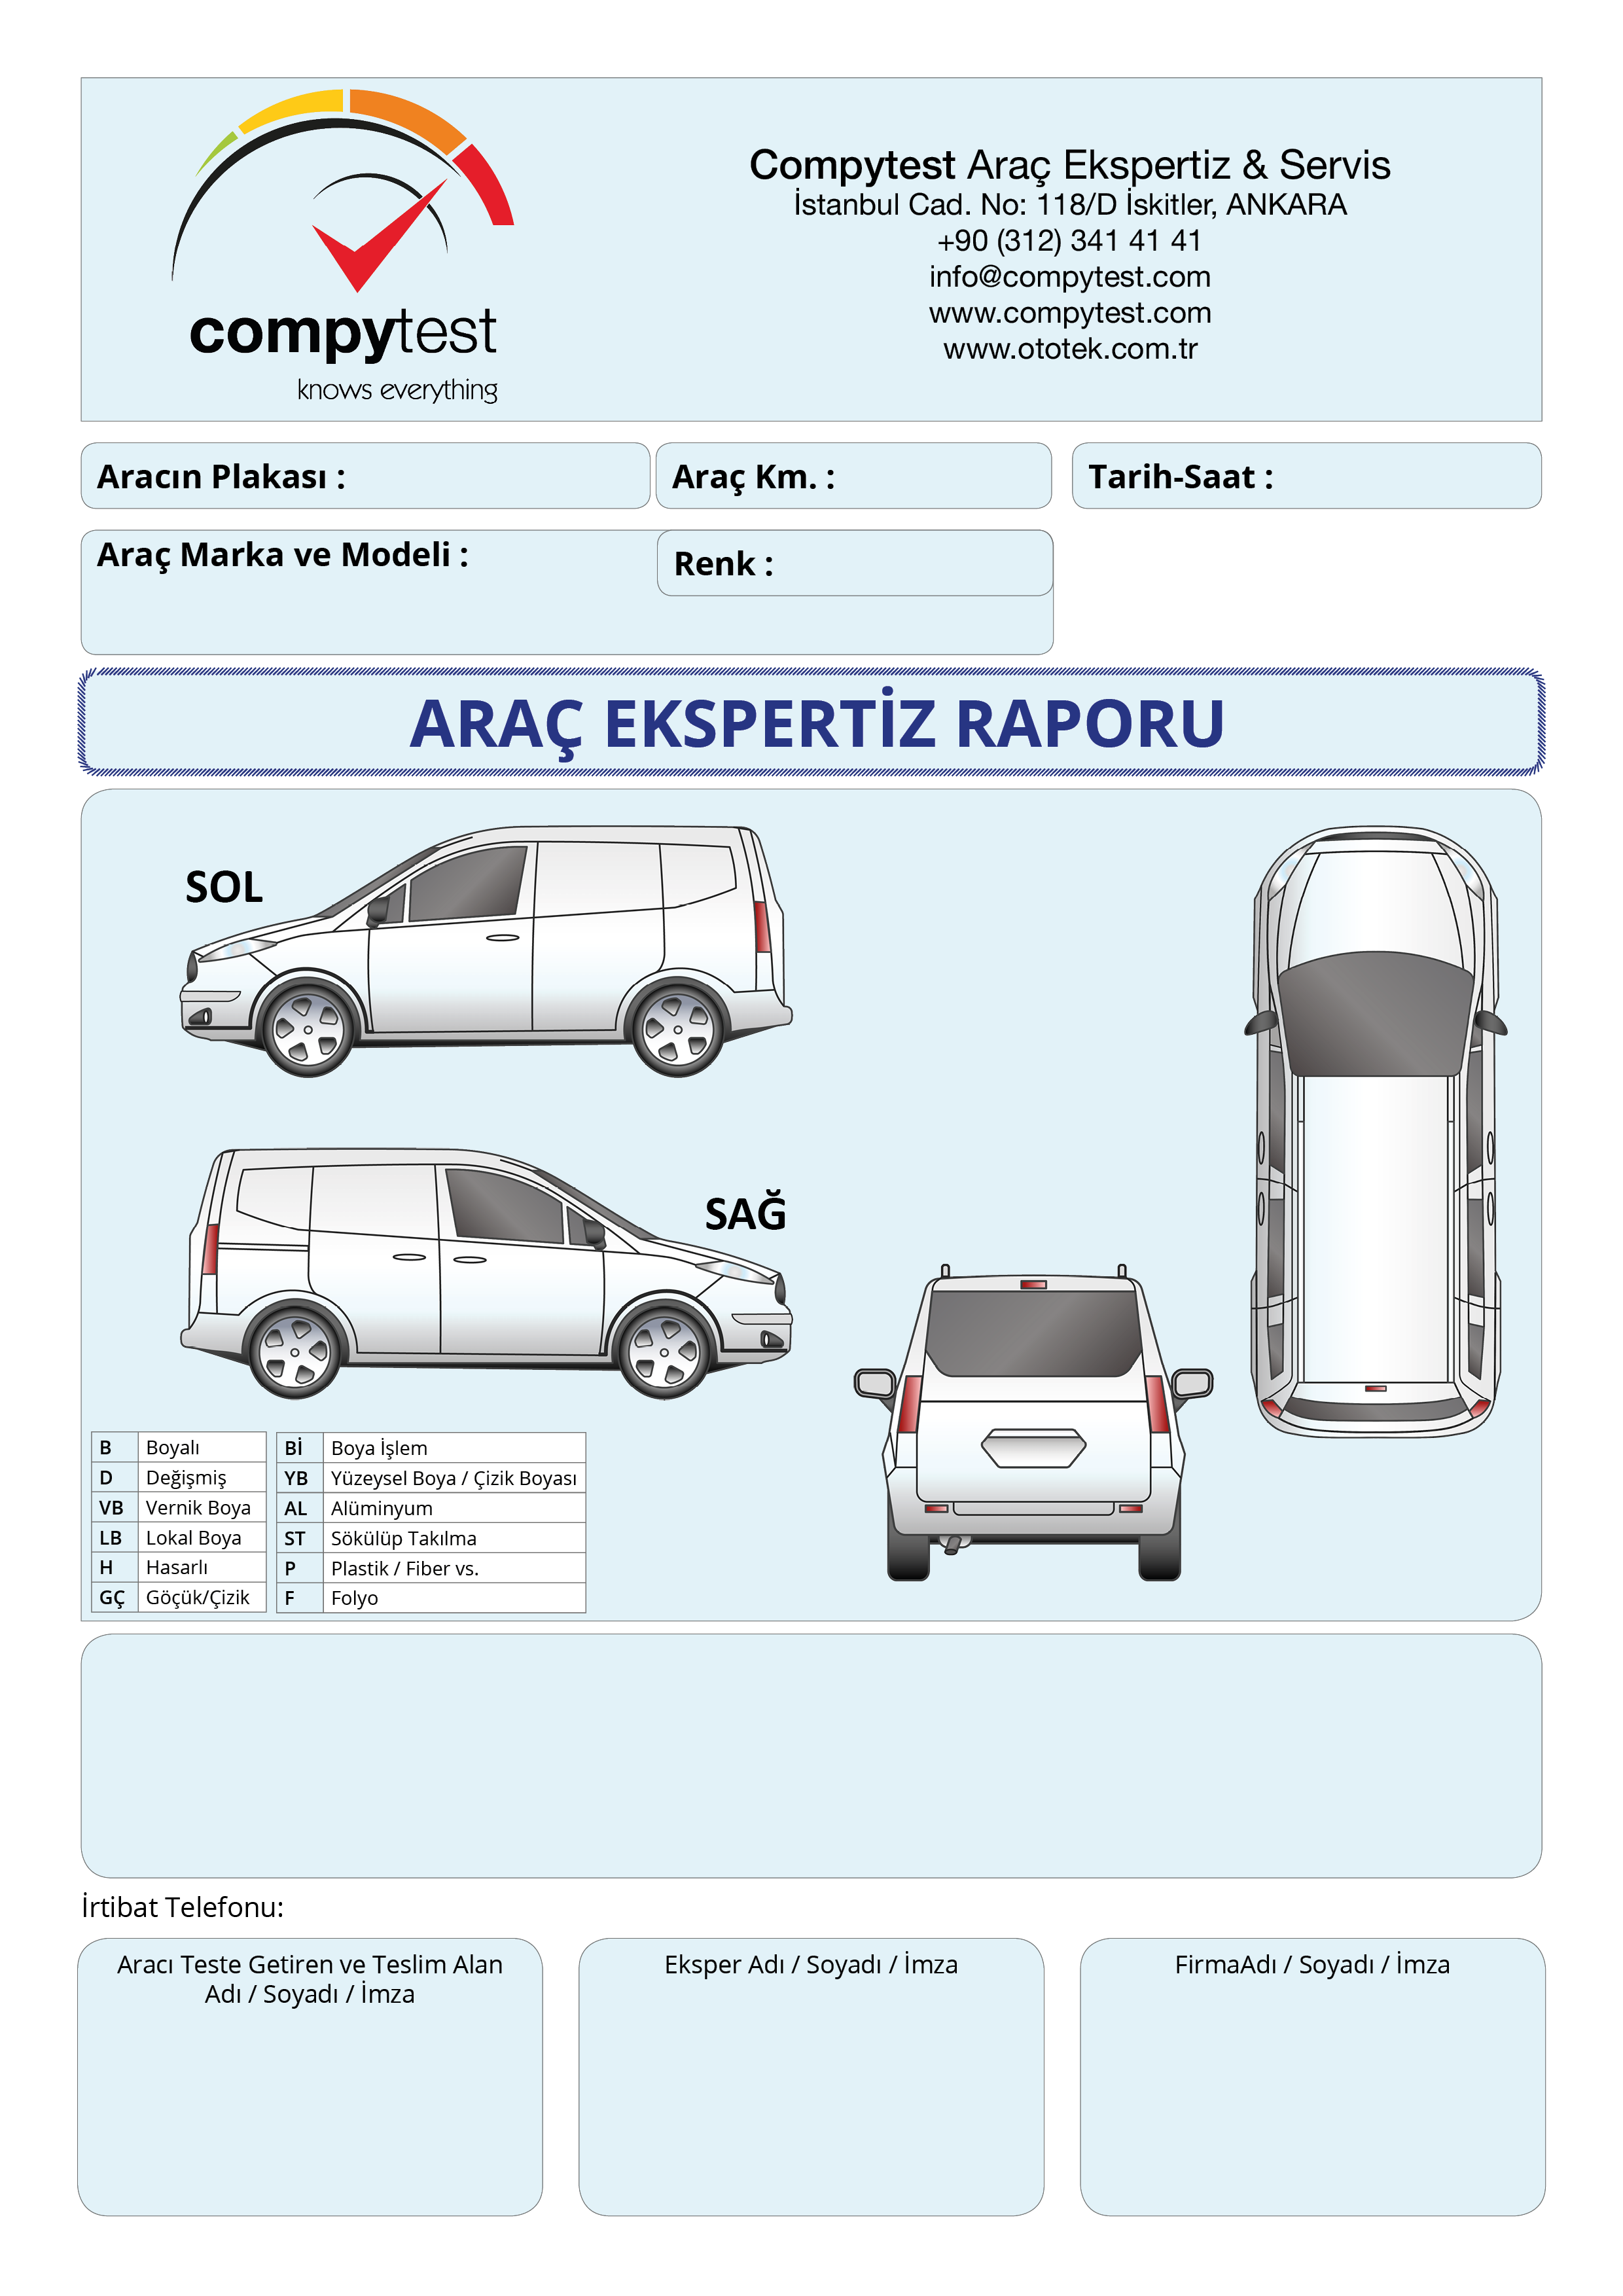 compytest
knows everything
Compytest Araç Ekspertiz & Servis
İstanbul Cad. No: 118/D İskitler, ANKARA
+90 (312) 341 41 41
info@compytest.com
www.compytest.com
www.ototek.com.tr
Aracın Plakası :
Araç Km. :
Tarih-Saat :
Araç Marka ve Modeli :
Renk :
ARAÇ EKSPERTİZ RAPORU
SOL
SAĞ
B Boyalı
D Değişmiş
VB Vernik Boya
LB Lokal Boya
H Hasarlı
GÇ Göçük/Çizik
Bİ Boya İşlem
YB Yüzeysel Boya / Çizik Boyası
AL Alüminyum
ST Sökülüp Takılma
P Plastik / Fiber vs.
F Folyo
İrtibat Telefonu:
Aracı Teste Getiren ve Teslim Alan
Adı / Soyadı / İmza
Eksper Adı / Soyadı / İmza
FirmaAdı / Soyadı / İmza